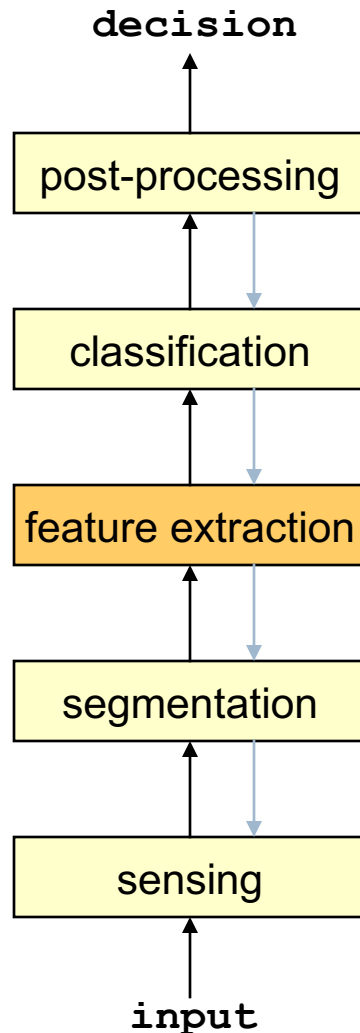 decision
post-processing
classification
feature extraction
segmentation
sensing
input